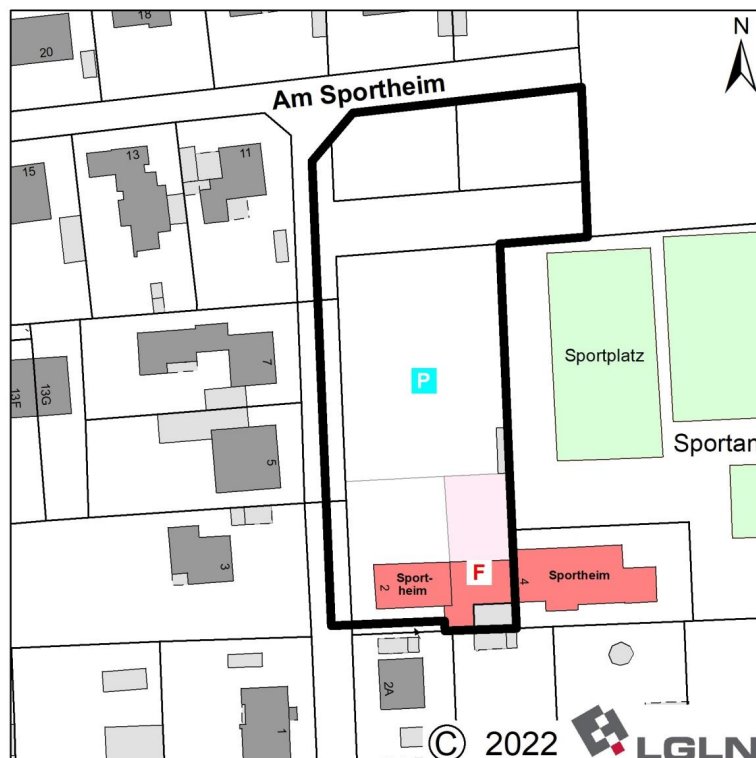 18
20
N
Am Sportheim
15
13
11
Sportplatz
7
P
13F
13G
Sportan
5
3
F
Sport-
heim
2
4
Sportheim
2A
1
© 2022 LGLN